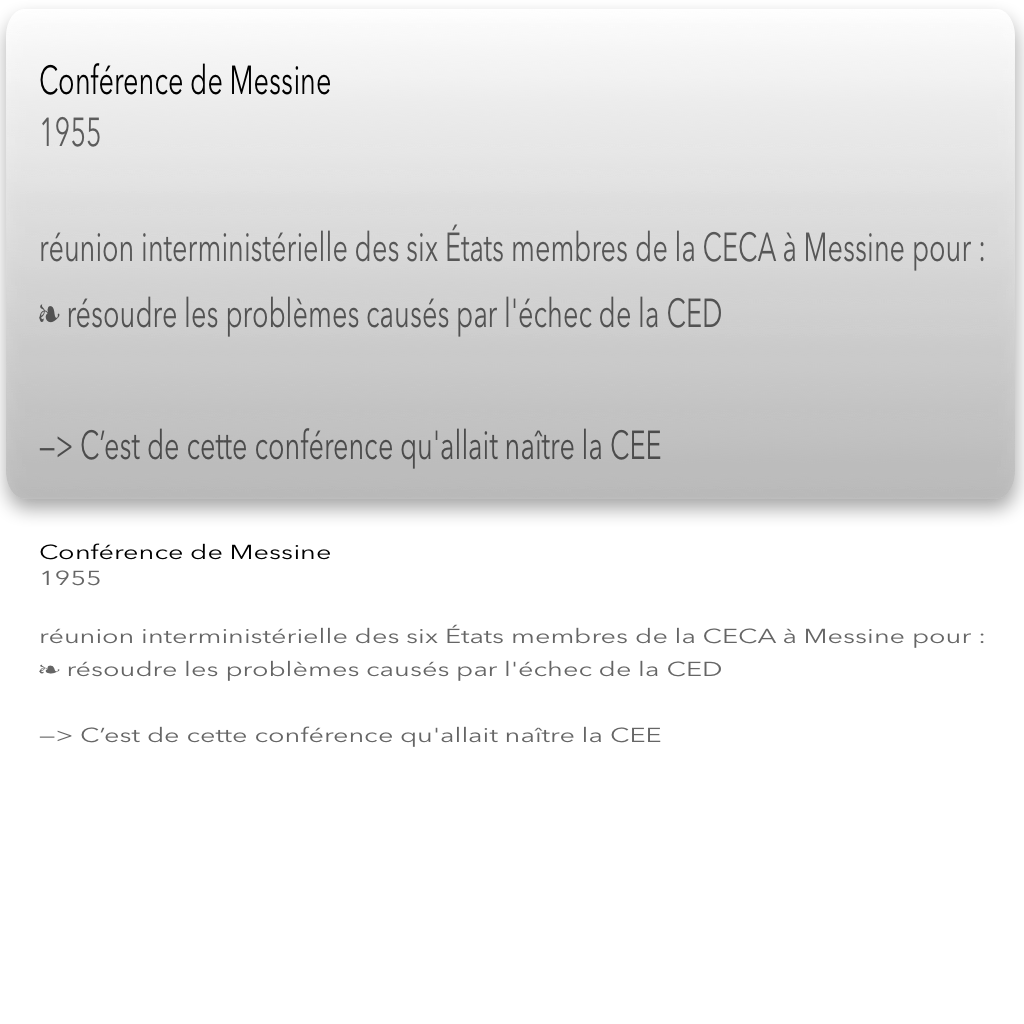 Conférence de Messine
1955
réunion interministérielle des six États membres de la CECA à Messine pour :
❧ résoudre les problèmes causés par l'échec de la CED
—> C’est de cette conférence qu'allait naître la CEE
Conférence de Messine
1955
réunion interministérielle des six États membres de la CECA à Messine pour :
❧ résoudre les problèmes causés par l'échec de la CED
—> C’est de cette conférence qu'allait naître la CEE